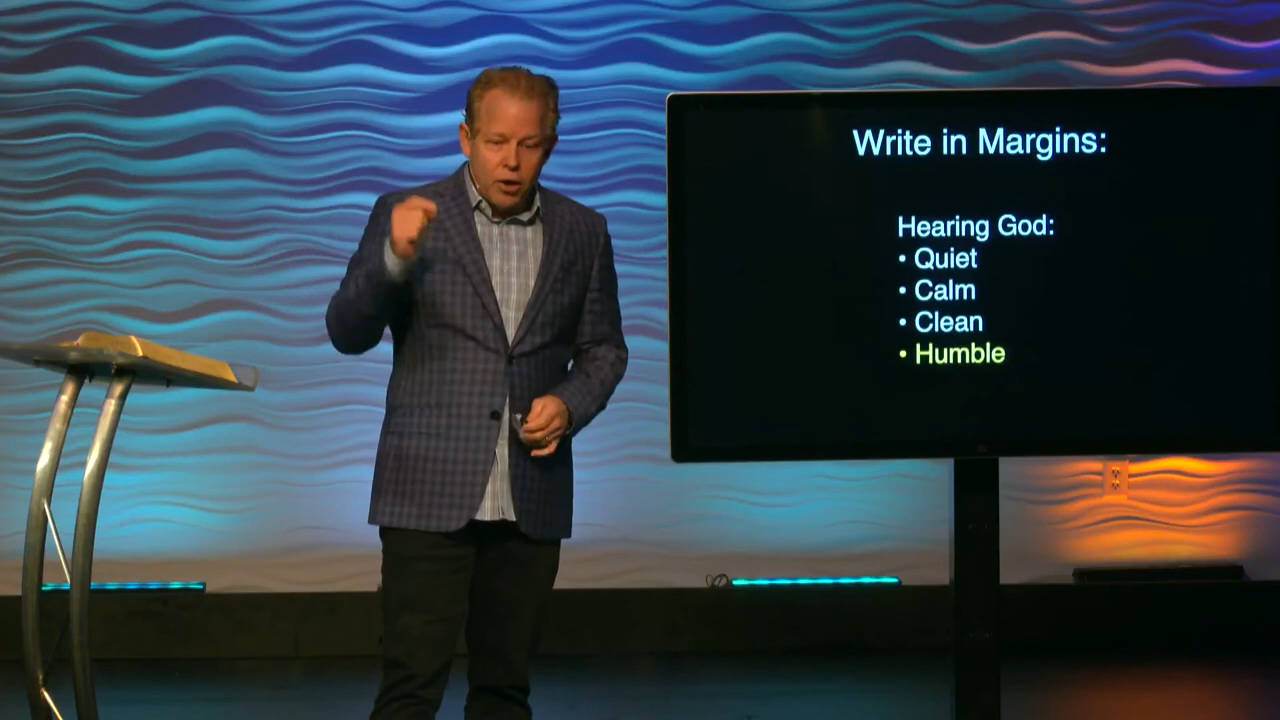 Write in Margins:
Hearing God:
• Quiet
• Calm
• Clean
• Humble